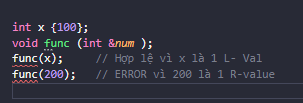 int x {100};
void func (int &num );
func(x);     // Hợp lệ vì x là 1 L- Val
func(200);   // ERROR vì 200 là 1 R-value